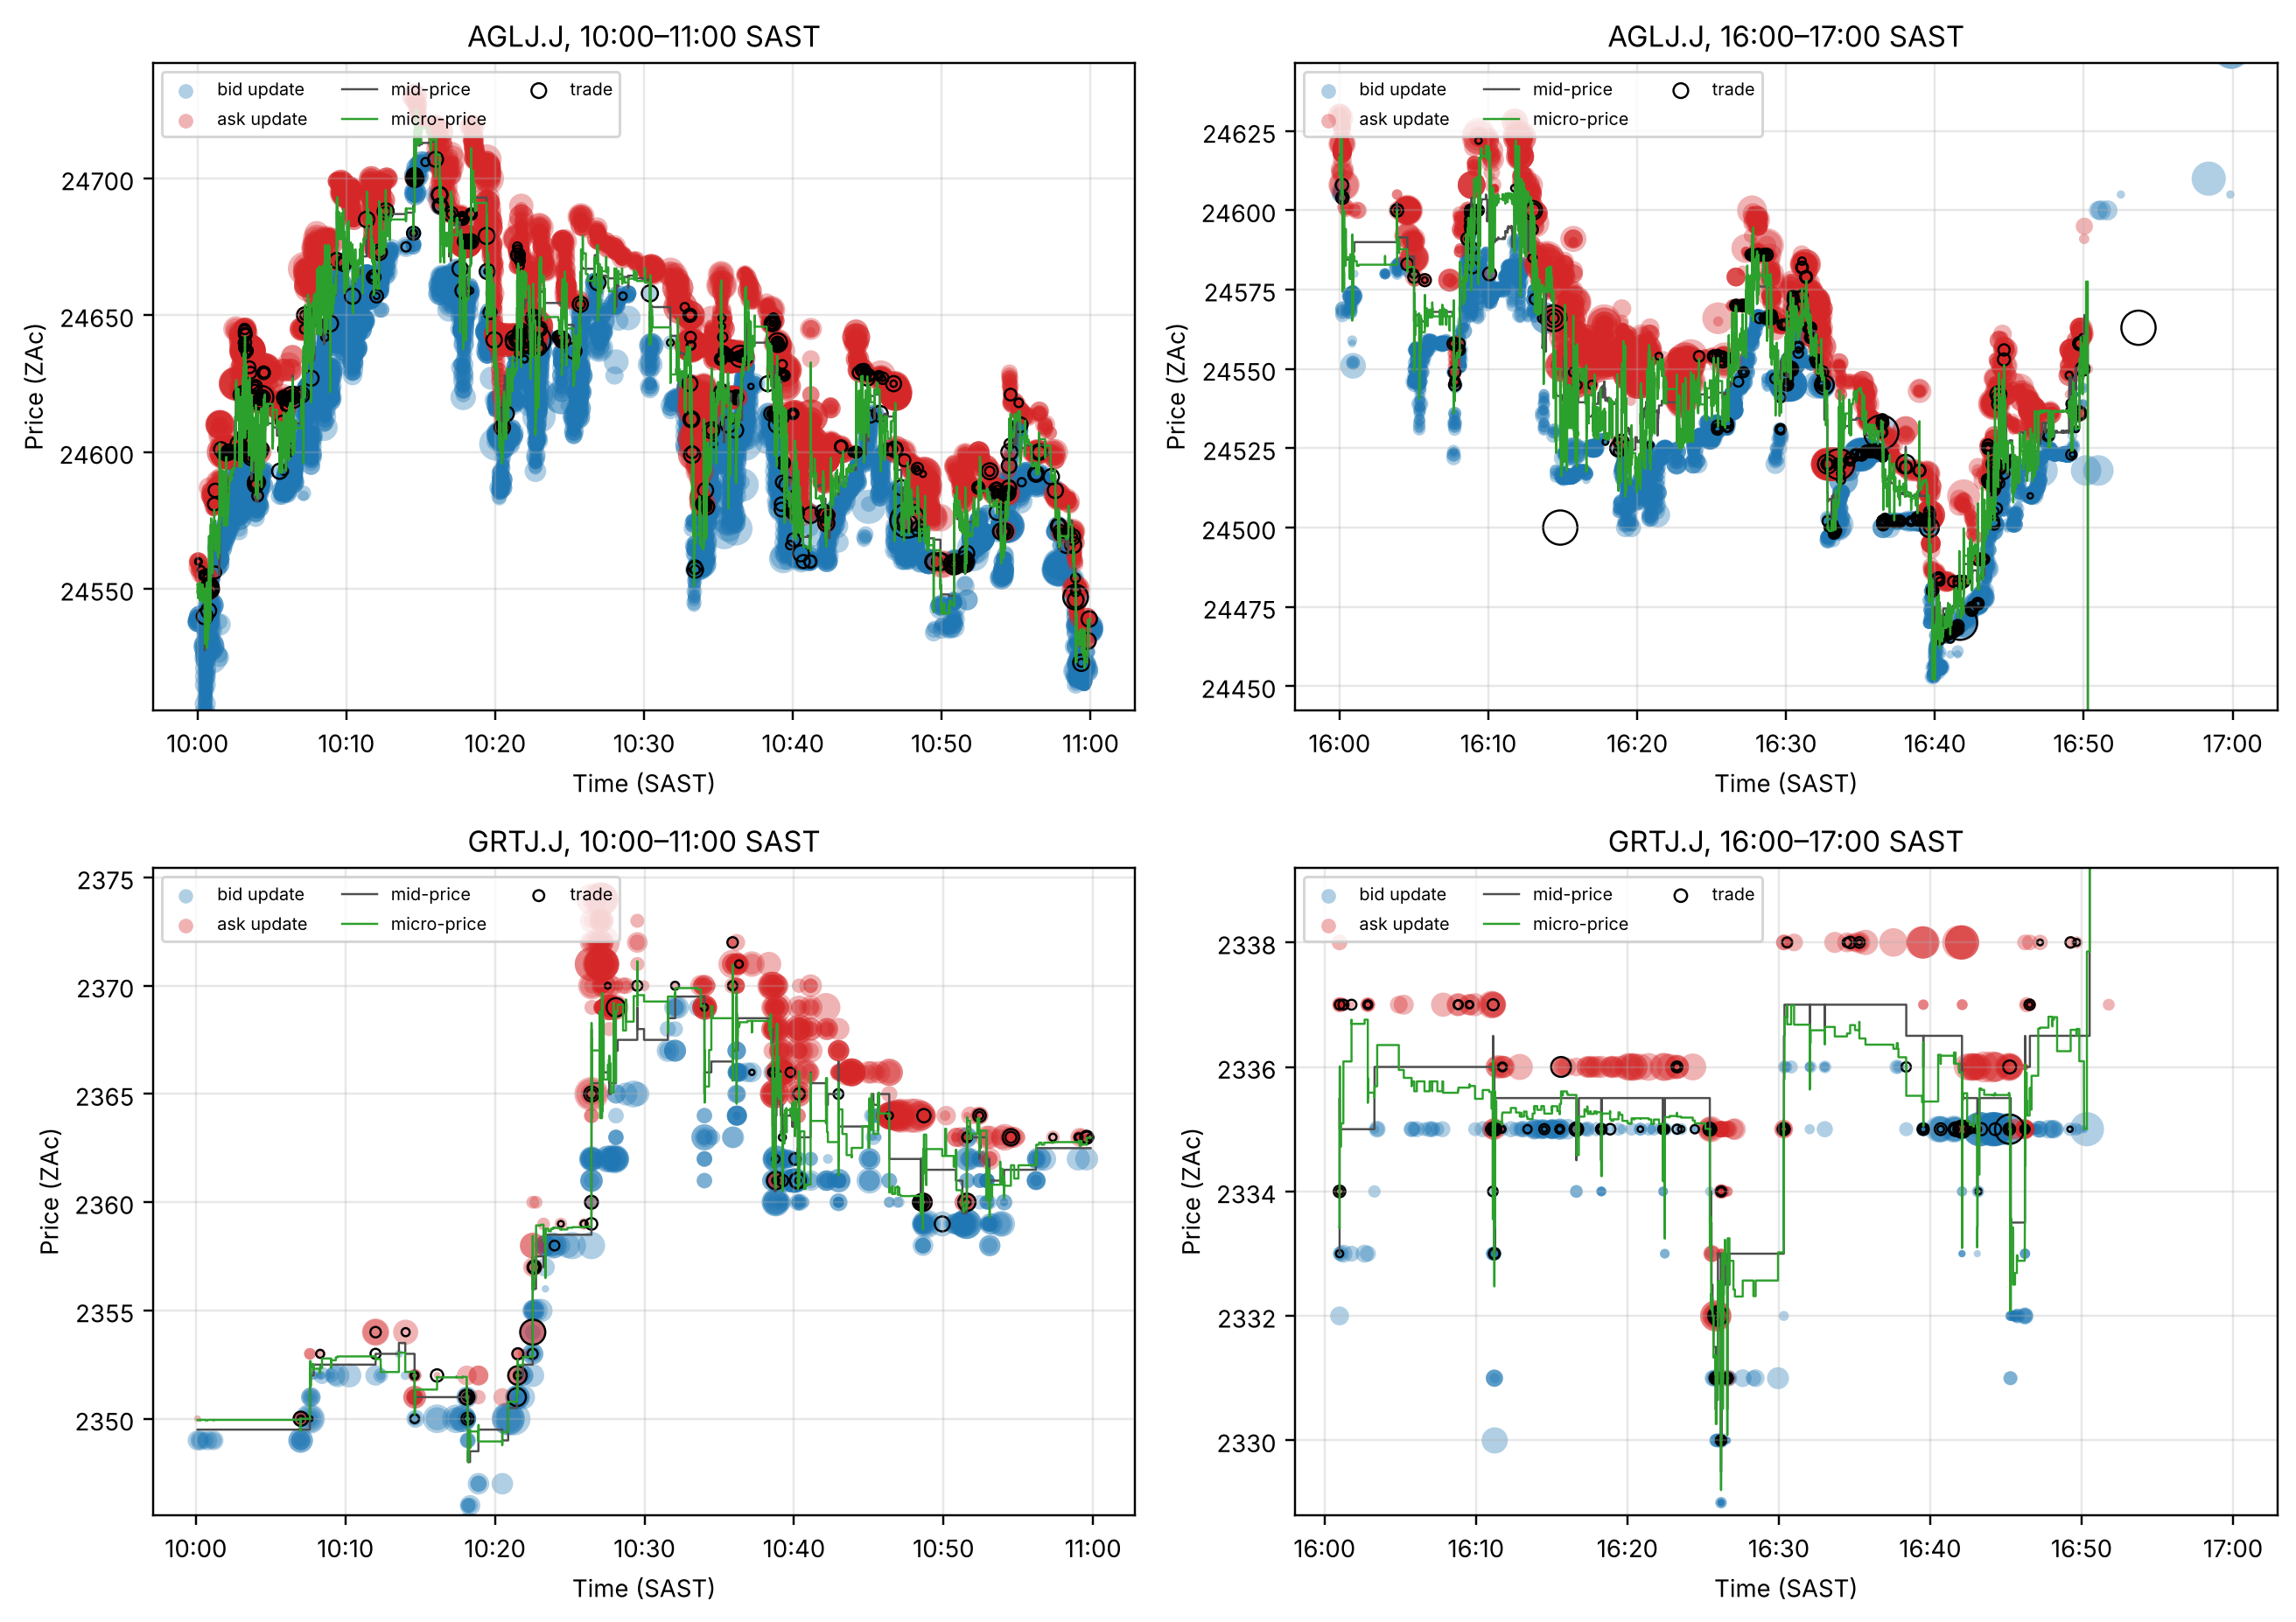 AGLJ.J, 10:00–11:00 SAST
bid update
ask update
mid-price
micro-price
trade
Price (ZAc)
24700
24650
24600
24550
10:00
10:10
10:20
10:30
10:40
10:50
11:00
Time (SAST)
AGLJ.J, 16:00–17:00 SAST
bid update
ask update
mid-price
micro-price
trade
Price (ZAc)
24625
24600
24575
24550
24525
24500
24475
24450
16:00
16:10
16:20
16:30
16:40
16:50
17:00
Time (SAST)
GRTJ.J, 10:00–11:00 SAST
bid update
ask update
mid-price
micro-price
trade
Price (ZAc)
2375
2370
2365
2360
2355
2350
10:00
10:10
10:20
10:30
10:40
10:50
11:00
Time (SAST)
GRTJ.J, 16:00–17:00 SAST
bid update
ask update
mid-price
micro-price
trade
Price (ZAc)
2338
2336
2334
2332
2330
16:00
16:10
16:20
16:30
16:40
16:50
17:00
Time (SAST)